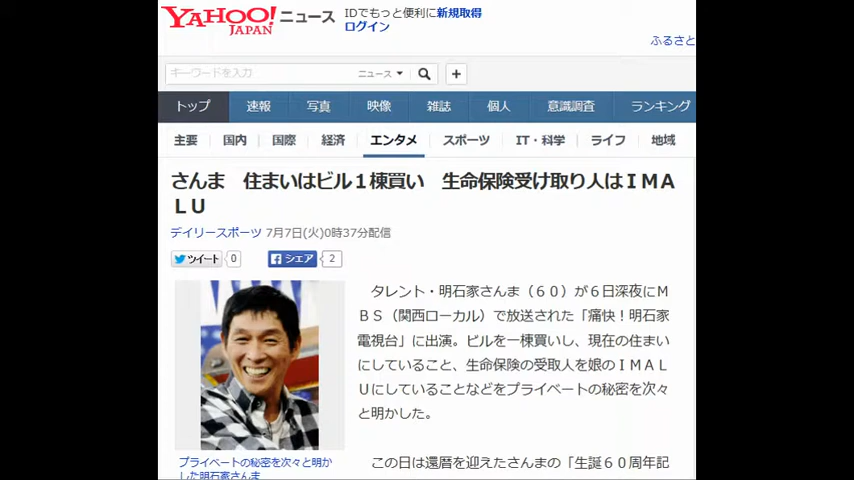 YAHOO! ニュース
JAPAN
IDでもっと便利に新規取得
ログイン
ふるさと
キーワードを入力
ニュース
トップ 速報 写真 映像 雑誌 個人 意識調査 ランキング
主要 国内 国際 経済 エンタメ スポーツ IT・科学 ライフ 地域
さんま 住まいはビル１棟買い 生命保険受け取り人はＩＭＡ
ＬＵ
デイリースポーツ 7月7日(火)0時37分配信
ツイート 0 シェア 2
タレント・明石家さんま（６０）が６日深夜にＭ
ＢＳ（関西ローカル）で放送された「痛快！明石家
電視台」に出演。ビルを一棟買いし、現在の住まい
にしていること、生命保険の受取人を娘のＩＭＡＬ
Ｕにしていることなどをプライベートの秘密を次々
と明かした。
この日は還暦を迎えたさんまの「生誕６０周年記
プライベートの秘密を次々と明か
した明石家さんま